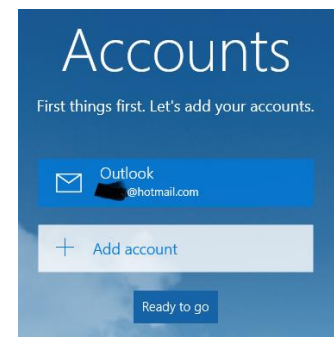 Accounts
First things first. Let's add your accounts.
Outlook
@hotmail.com
Add account
Ready to go